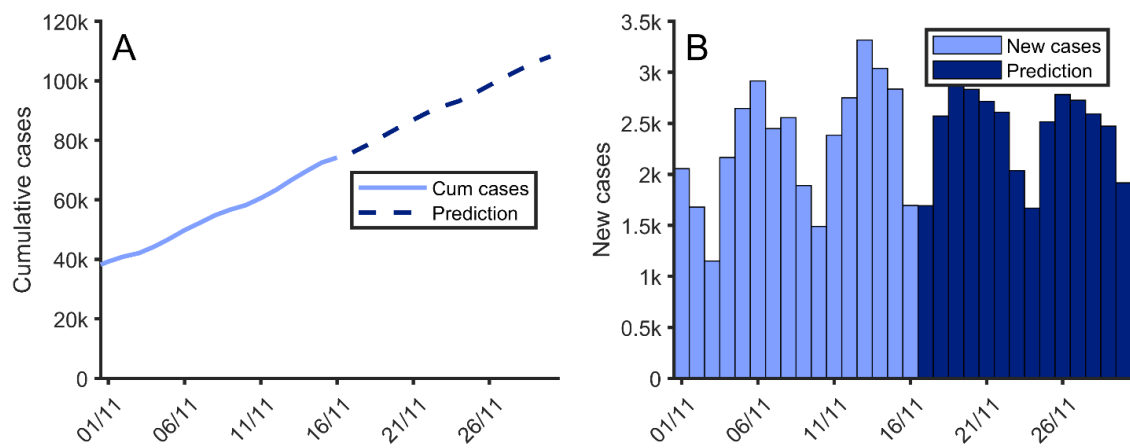 A
Cumulative cases
120k
100k
80k
60k
40k
20k
0
Cum cases
Prediction
01/11
06/11
11/11
16/11
21/11
26/11
B
New cases
3.5k
3k
2.5k
2k
1.5k
1k
0.5k
0
New cases
Prediction
01/11
06/11
11/11
16/11
21/11
26/11